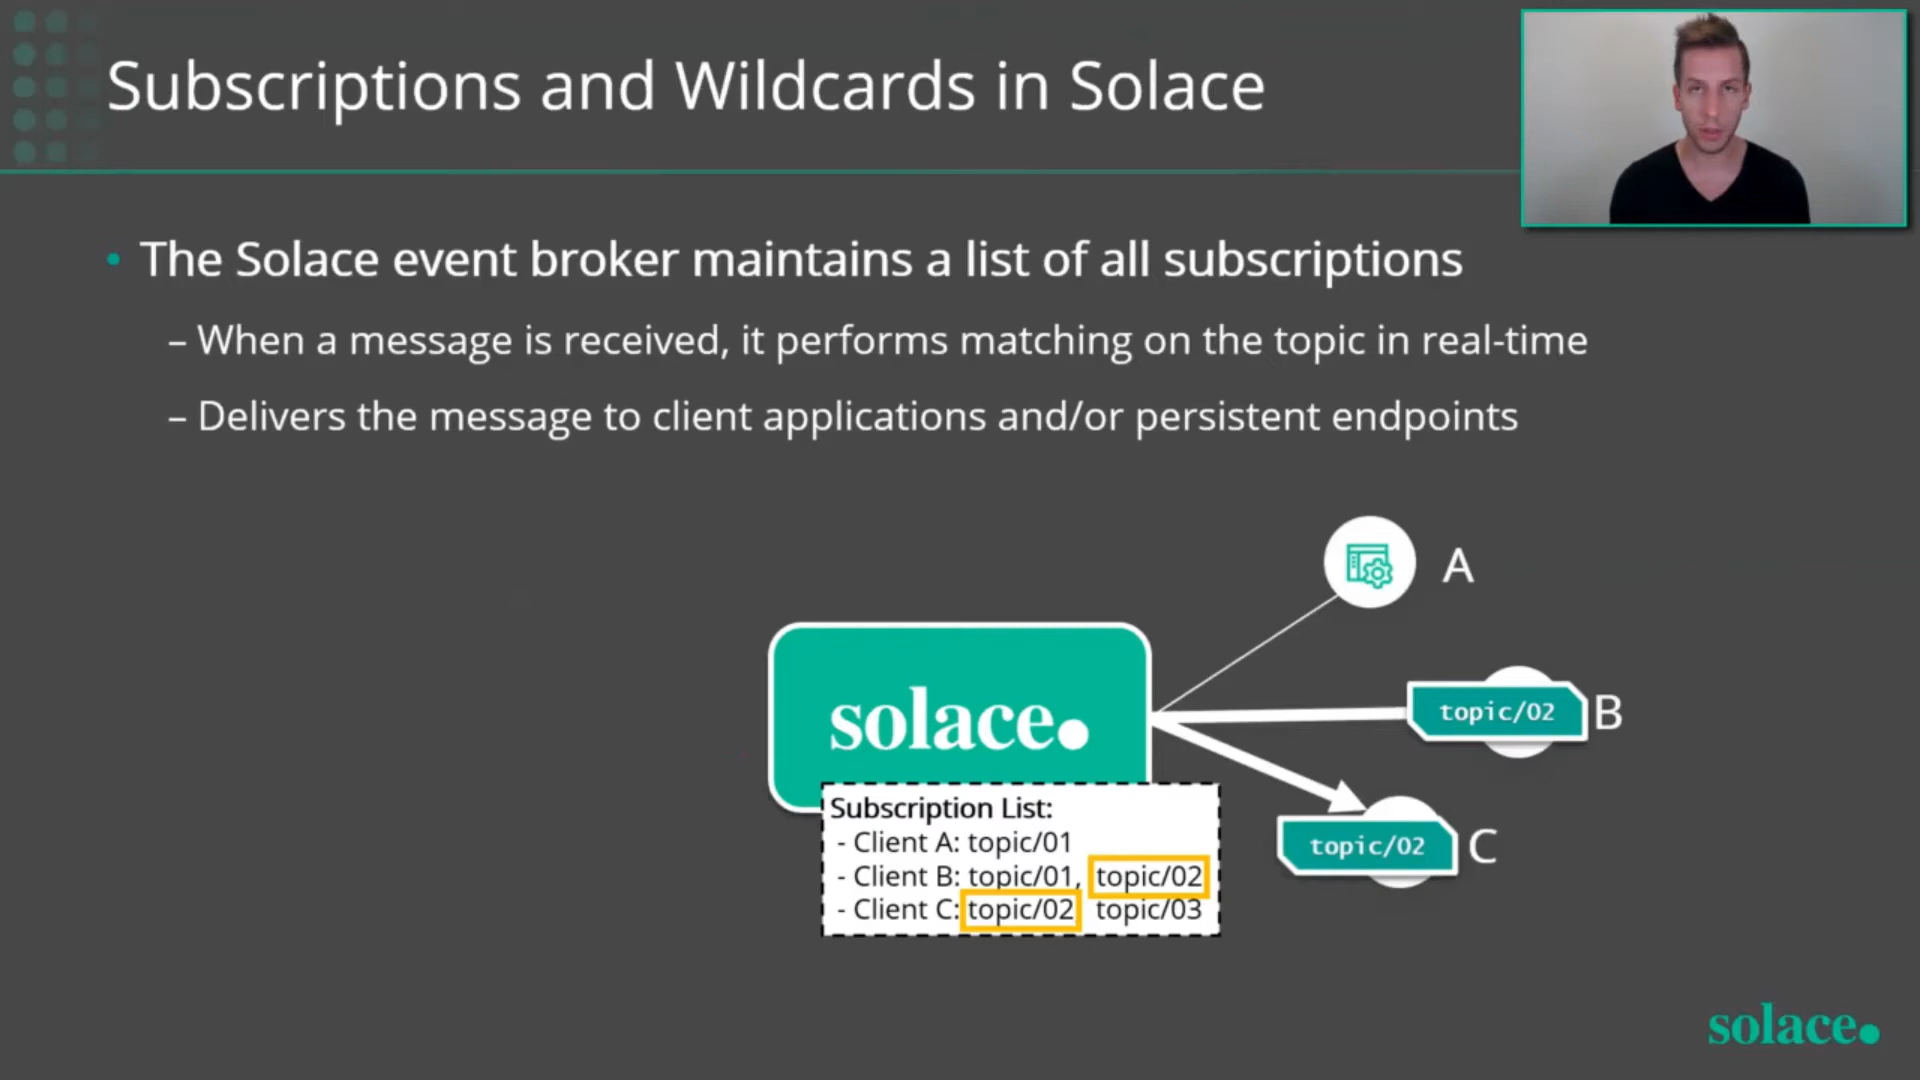 Subscriptions and Wildcards in Solace
• The Solace event broker maintains a list of all subscriptions
– When a message is received, it performs matching on the topic in real-time
– Delivers the message to client applications and/or persistent endpoints
A
solace.
topic/02
B
topic/02
C
Subscription List:
- Client A: topic/01
- Client B: topic/01, topic/02
- Client C: topic/02 topic/03
solace.